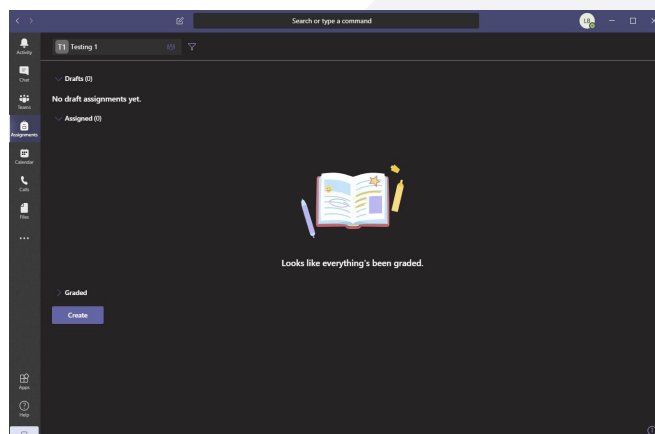 Search or type a command
LB
Activity
T1 Testing 1
Chat
Drafts (0)
Teams
No draft assignments yet.
Assigned (0)
Assignments
Calendar
Calls
Files
Looks like everything's been graded.
Graded
Create
Apps
Help